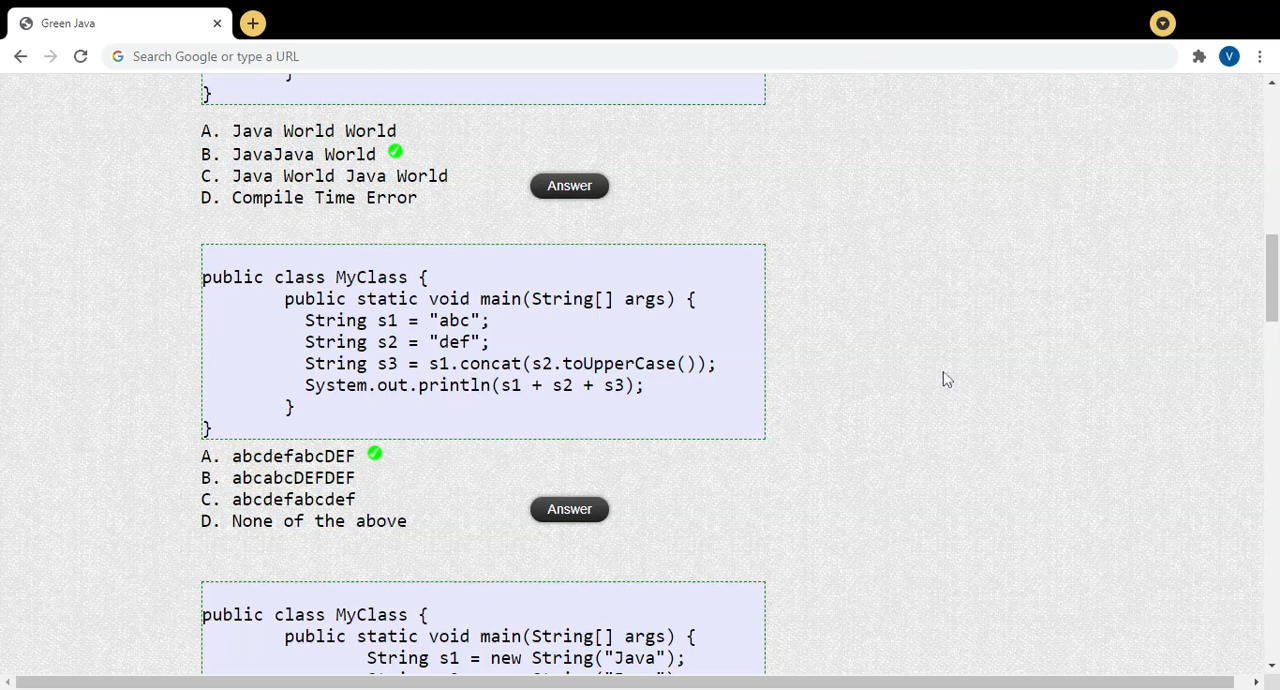 Green Java
Search Google or type a URL
V
}
}
A. Java World World
B. JavaJava World
C. Java World Java World
D. Compile Time Error
Answer
public class MyClass {
public static void main(String[] args) {
String s1 = "abc";
String s2 = "def";
String s3 = s1.concat(s2.toUpperCase());
System.out.println(s1 + s2 + s3);
}
}
A. abcdefabcDEF
B. abcabcDEFDEF
C. abcdefabcdef
D. None of the above
Answer
public class MyClass {
public static void main(String[] args) {
String s1 = new String("Java");